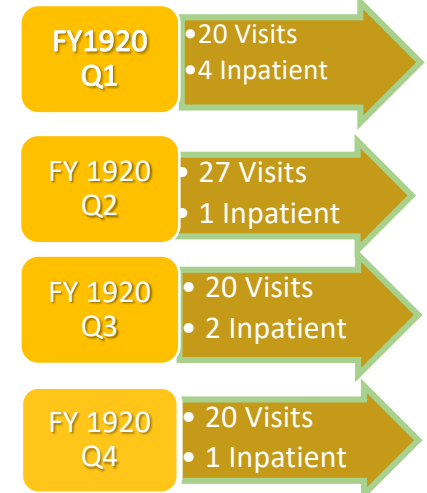 FY1920
Q1
•20 Visits
•4 Inpatient
FY 1920
Q2
• 27 Visits
• 1 Inpatient
FY 1920
Q3
• 20 Visits
• 2 Inpatient
FY 1920
Q4
• 20 Visits
• 1 Inpatient